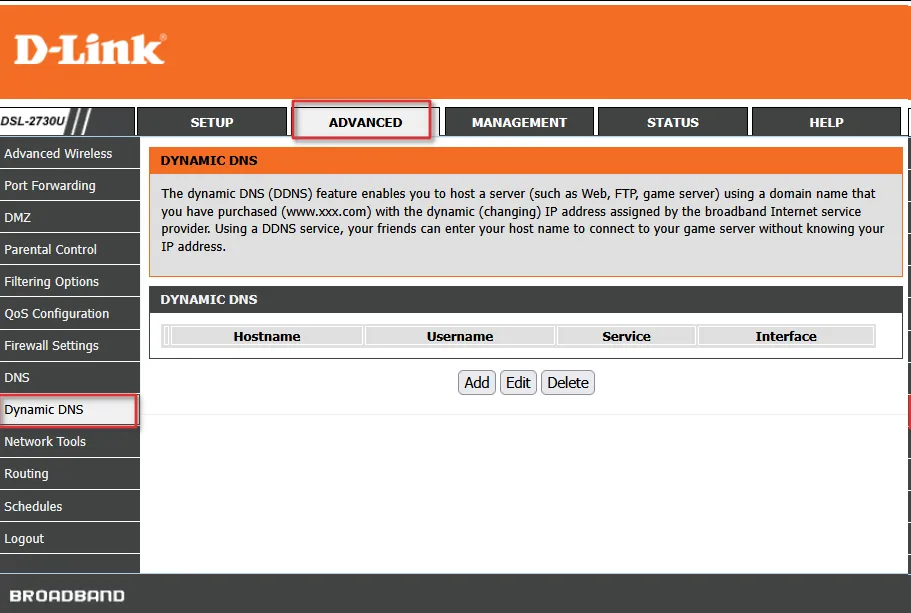 D-Link®
DSL-2730U
SETUP
ADVANCED
MANAGEMENT
STATUS
HELP
Advanced Wireless
Port Forwarding
DMZ
Parental Control
Filtering Options
QoS Configuration
Firewall Settings
DNS
Dynamic DNS
Network Tools
Routing
Schedules
Logout
DYNAMIC DNS
The dynamic DNS (DDNS) feature enables you to host a server (such as Web, FTP, game server) using a domain name that
you have purchased (www.xxx.com) with the dynamic (changing) IP address assigned by the broadband Internet service
provider. Using a DDNS service, your friends can enter your host name to connect to your game server without knowing your
IP address.
DYNAMIC DNS
Hostname Username Service Interface
Add Edit Delete
BROADBAND